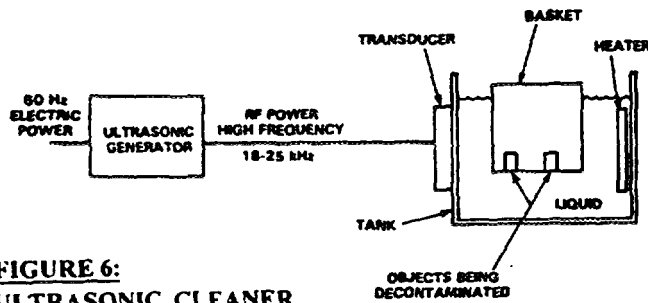 BASKET
TRANSDUCER
HEATER
60 Hz
ELECTRIC
POWER
ULTRASONIC
GENERATOR
RF POWER
HIGH FREQUENCY
18-25 kHz
LIQUID
TANK
OBJECTS BEING
DECONTAMINATED
FIGURE 6:
ULTRASONIC CLEANER